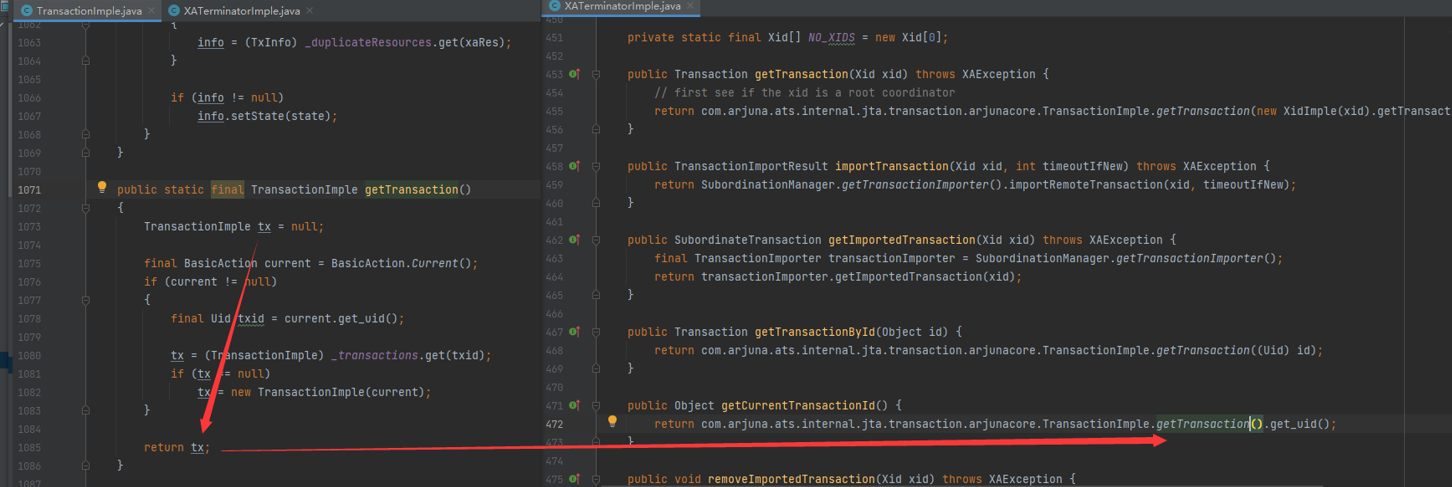 TransactionImple.java
XATerminatorImple.java
1062 {
1063 info = (TxInfo) _duplicateResources.get(xaRes);
1064 }
1065
1066 if (info != null)
1067 info.setState(state);
1068 }
1069 }
1070
1071 public static final TransactionImple getTransaction()
1072 {
1073 TransactionImple tx = null;
1074
1075 final BasicAction current = BasicAction.Current();
1076 if (current != null)
1077 {
1078 final Uid txid = current.get_uid();
1079
1080 tx = (TransactionImple) _transactions.get(txid);
1081 if (tx == null)
1082 tx = new TransactionImple(current);
1083 }
1084
1085 return tx;
1086 }
1087
XATerminatorImple.java
450
451 private static final Xid[] NO_XIDS = new Xid[0];
452
453 public Transaction getTransaction(Xid xid) throws XAException {
454 // first see if the xid is a root coordinator
455 return com.arjuna.ats.internal.jta.transaction.arjunacore.TransactionImple.getTransaction(new XidImple(xid).getTransact
456 }
457
458 public TransactionImportResult importTransaction(Xid xid, int timeoutIfNew) throws XAException {
459 return SubordinationManager.getTransactionImporter().importRemoteTransaction(xid, timeoutIfNew);
460 }
461
462 public SubordinateTransaction getImportedTransaction(Xid xid) throws XAException {
463 final TransactionImporter transactionImporter = SubordinationManager.getTransactionImporter();
464 return transactionImporter.getImportedTransaction(xid);
465 }
466
467 public Transaction getTransactionById(Object id) {
468 return com.arjuna.ats.internal.jta.transaction.arjunacore.TransactionImple.getTransaction((Uid) id);
469 }
470
471 public Object getCurrentTransactionId() {
472 return com.arjuna.ats.internal.jta.transaction.arjunacore.TransactionImple.getTransaction().get_uid();
473 }
474
475 public void removeImportedTransaction(Xid xid) throws XAException {